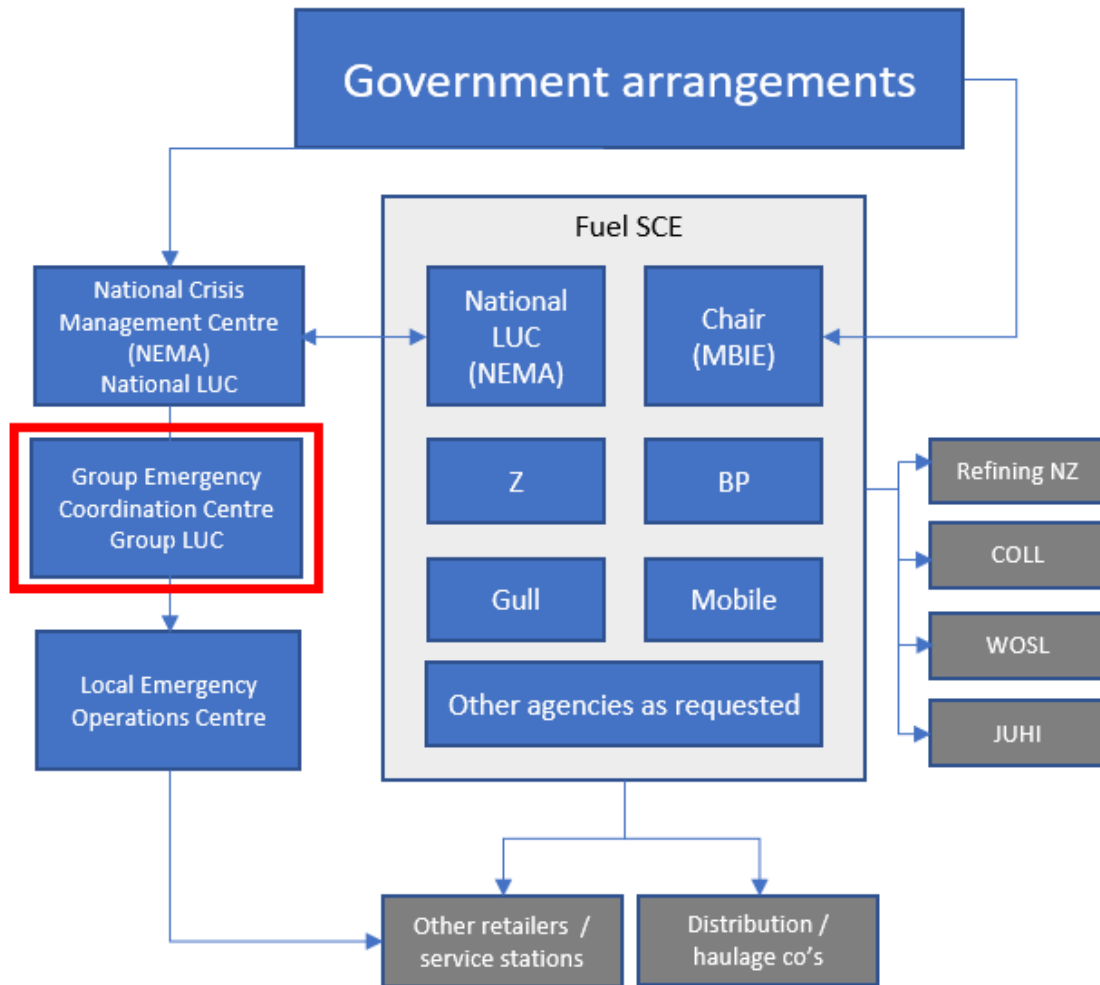 Government arrangements
Fuel SCE
National Crisis
Management Centre
(NEMA)
National LUC
National
LUC
(NEMA)
Chair
(MBIE)
Group Emergency
Coordination Centre
Group LUC
Z
BP
Refining NZ
COLL
Gull
Mobile
WOSL
Local Emergency
Operations Centre
Other agencies as requested
JUHI
Other retailers /
service stations
Distribution /
haulage co's